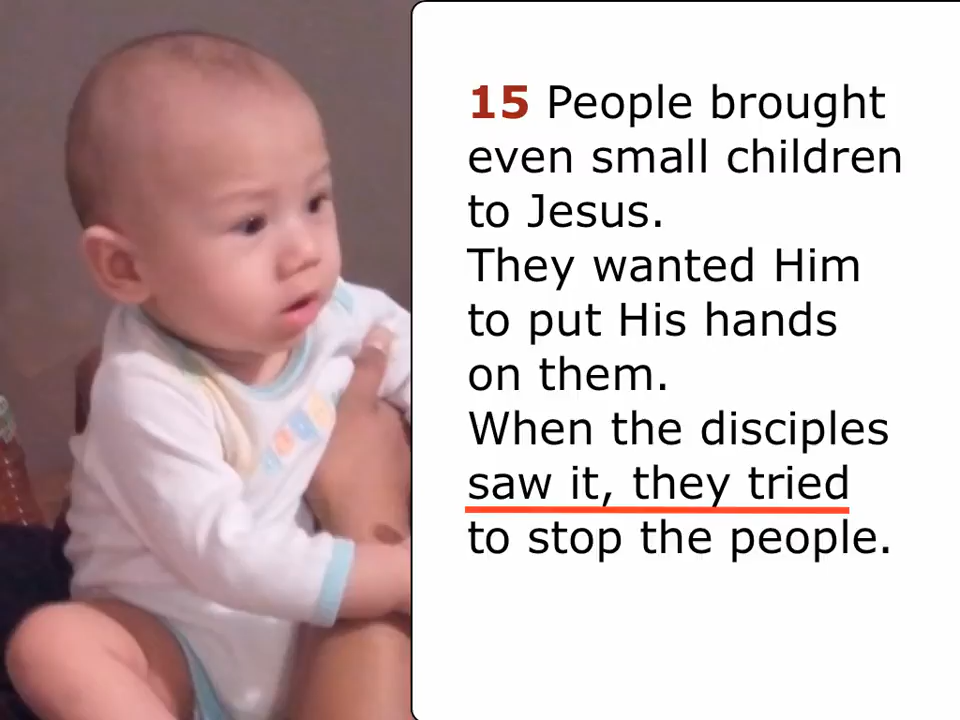 15 People brought
even small children
to Jesus.
They wanted Him
to put His hands
on them.
When the disciples
saw it, they tried
to stop the people.